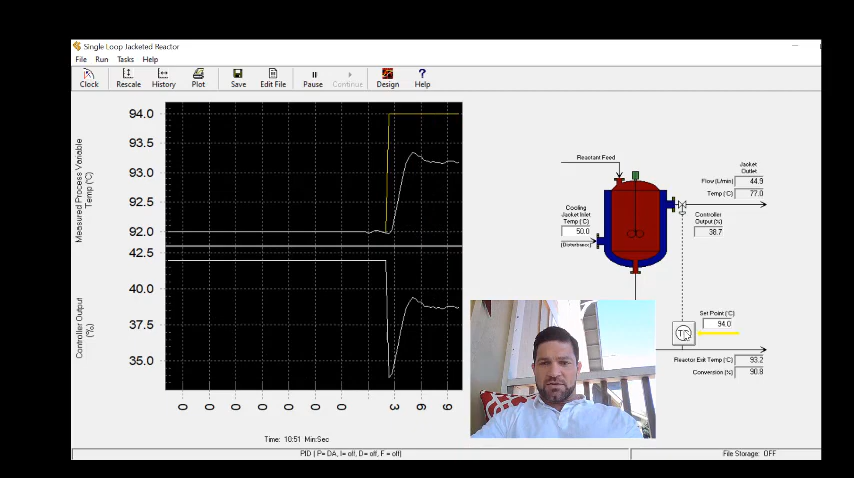 Single Loop Jacketed Reactor
File Run Tasks Help
Clock Rescale History Plot Save Edit File Pause Continue Design Help
94.0
93.5
93.0
92.5
92.0
Measured Process Variable
Temp (°C)
42.5
40.0
37.5
35.0
Controller Output
(%)
0 0 0 0 0 0 0 3 6 9
Time: 10:51 Min:Sec
Reactant Feed
Jacket
Outlet
Flow (L/min) 44.9
Temp (°C) 77.0
Cooling
Jacket Inlet
Temp (°C)
50.0
(Disturbance)
Controller
Output (%)
38.7
Set Point (°C)
94.0
Reactor Exit Temp (°C) 93.2
Conversion (%) 90.8
PID ( P= DA, I= off, D= off, F = off)
File Storage: OFF